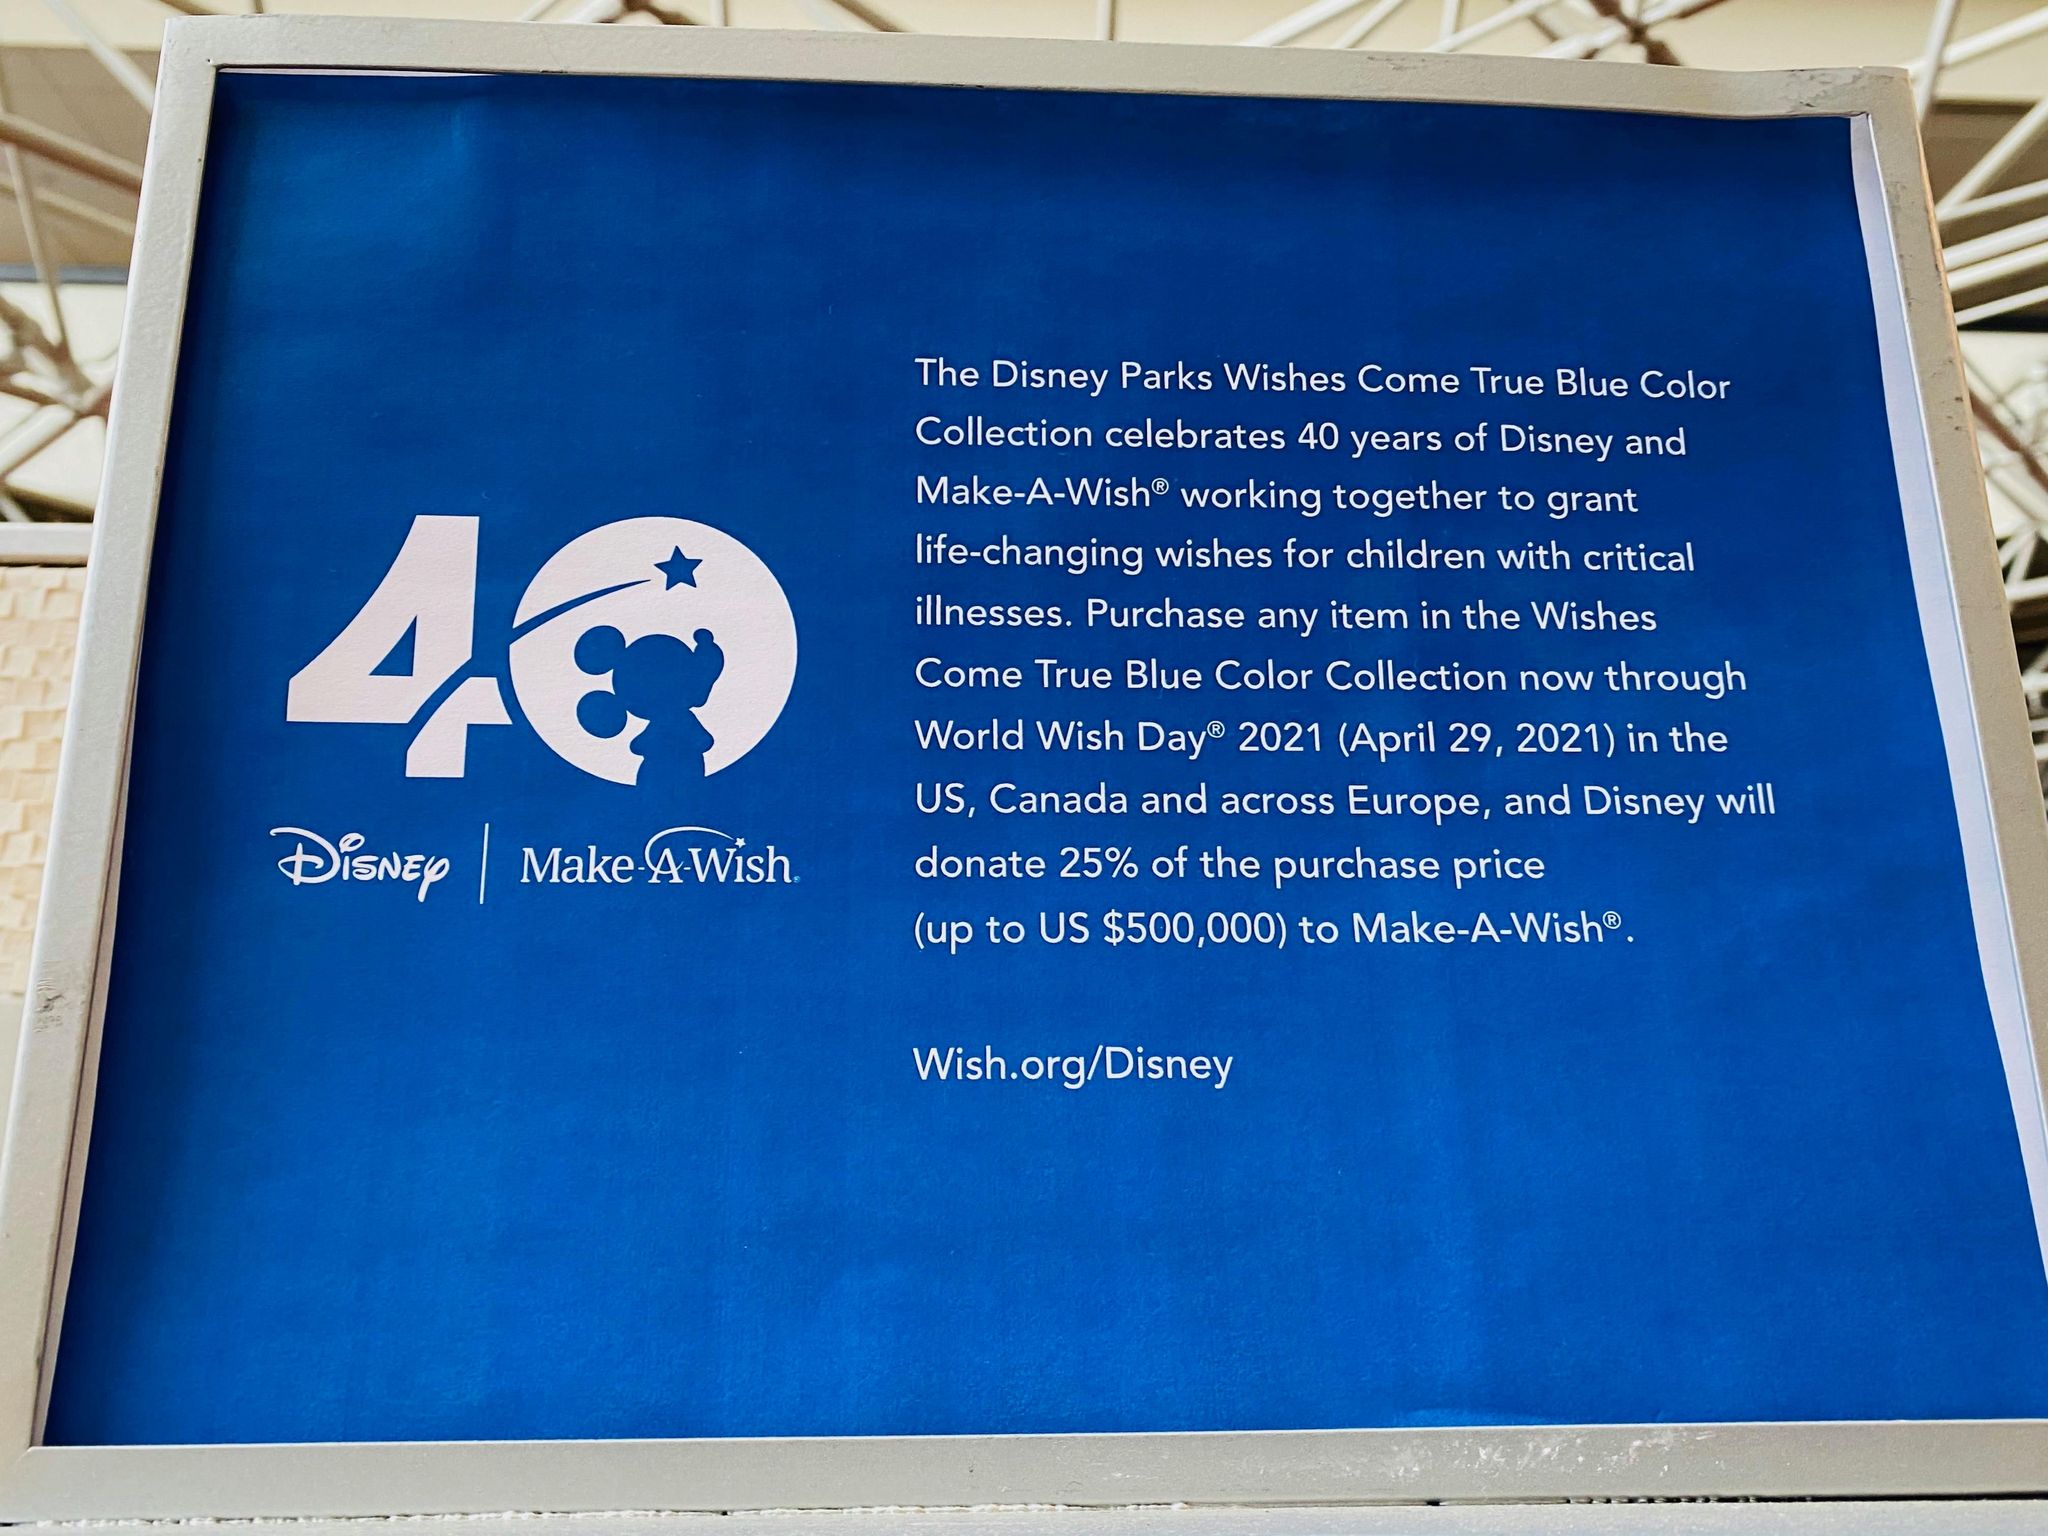 40
Disney | Make-A-Wish®
The Disney Parks Wishes Come True Blue Color
Collection celebrates 40 years of Disney and
Make-A-Wish® working together to grant
life-changing wishes for children with critical
illnesses. Purchase any item in the Wishes
Come True Blue Color Collection now through
World Wish Day® 2021 (April 29, 2021) in the
US, Canada and across Europe, and Disney will
donate 25% of the purchase price
(up to US $500,000) to Make-A-Wish®.
Wish.org/Disney